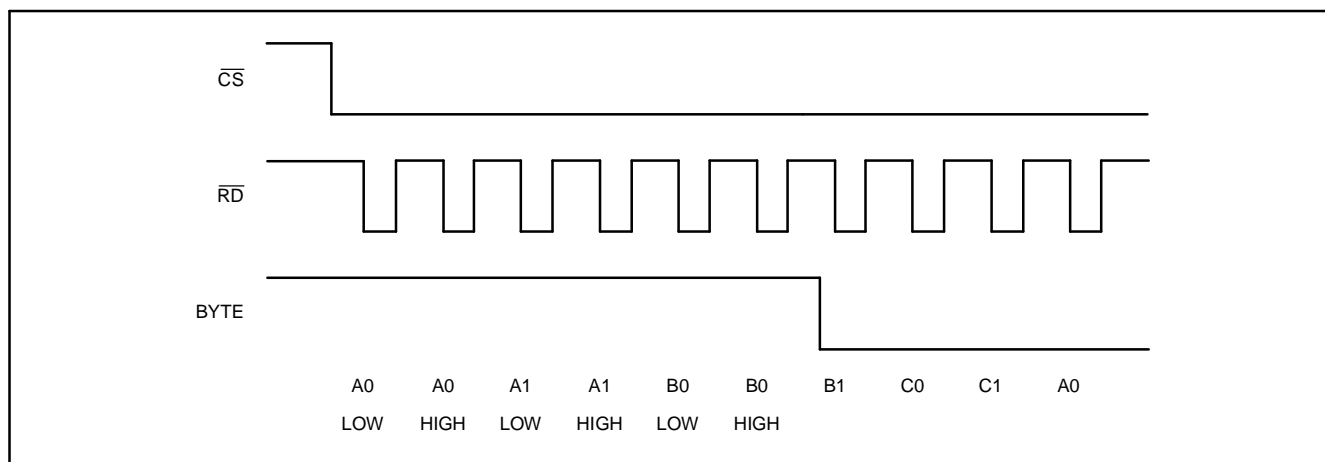 CS
RD
BYTE
A0 A0 A1 A1 B0 B0 B1 C0 C1 A0
LOW HIGH LOW HIGH LOW HIGH